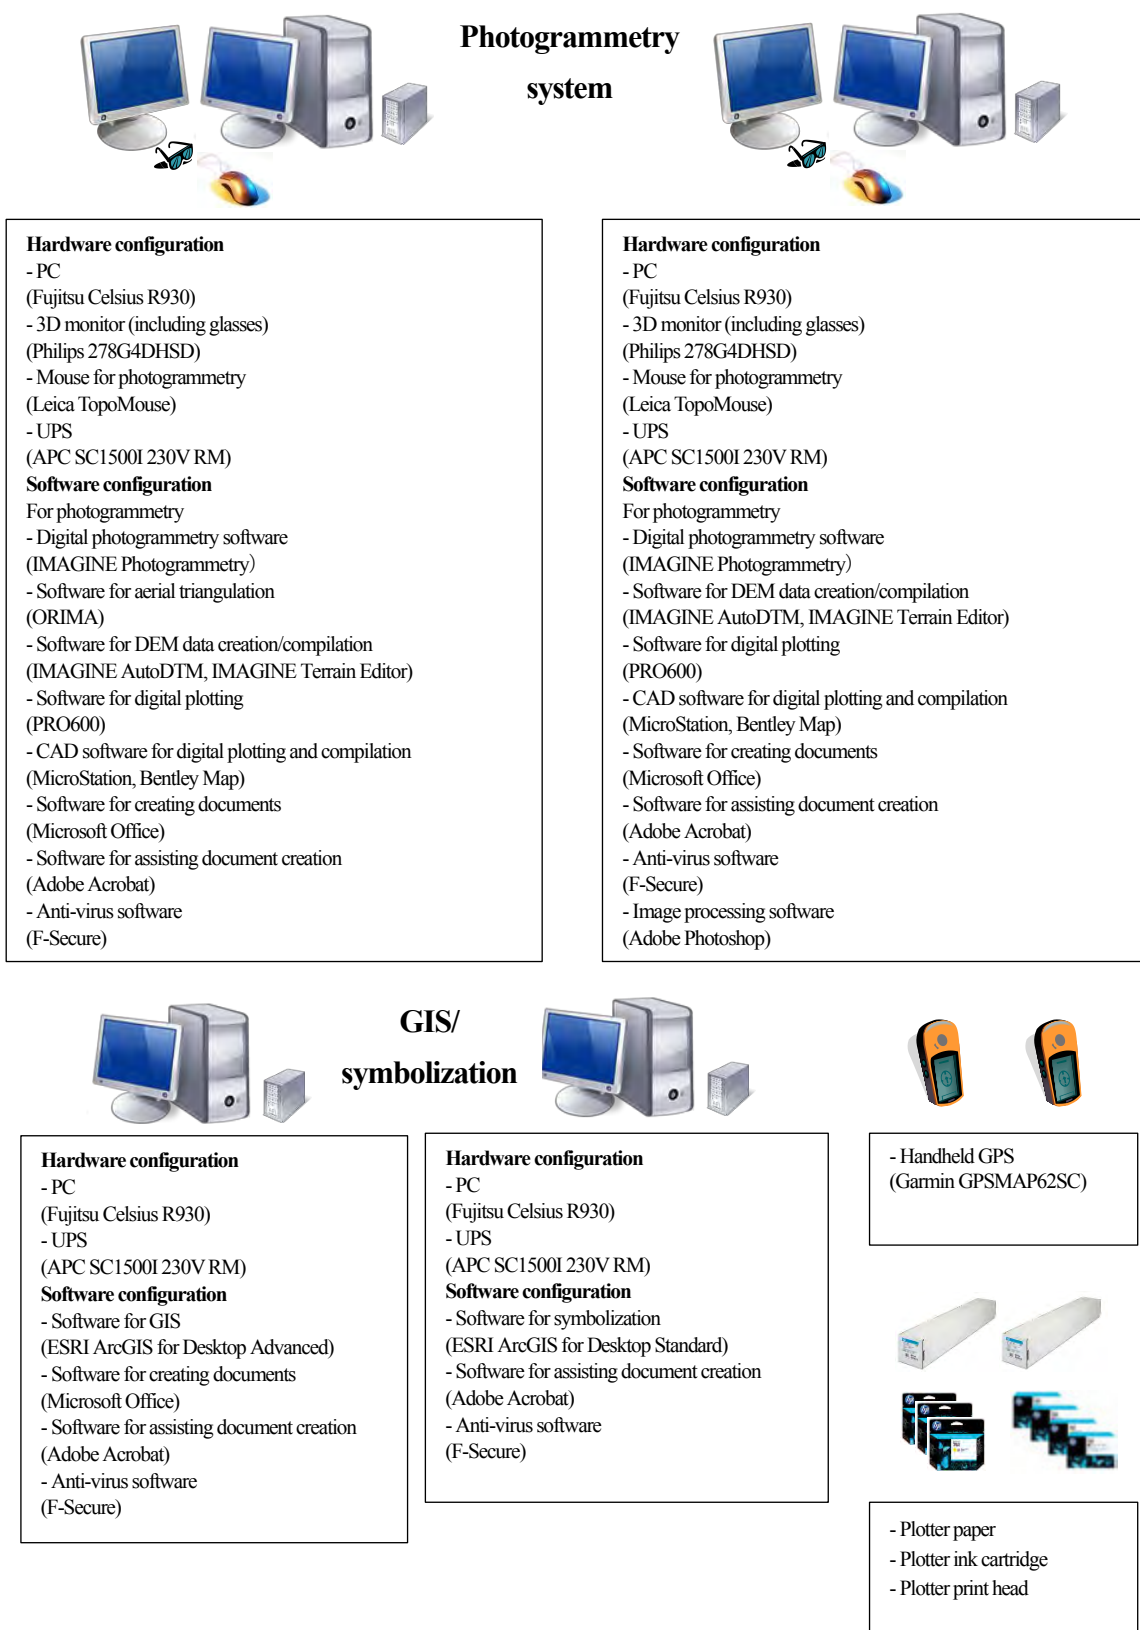 Photogrammetry
system
Hardware configuration
- PC
(Fujitsu Celsius R930)
- 3D monitor (including glasses)
(Philips 278G4DHSD)
- Mouse for photogrammetry
(Leica TopoMouse)
- UPS
(APC SC1500I 230V RM)
Software configuration
For photogrammetry
- Digital photogrammetry software
(IMAGINE Photogrammetry）
- Software for aerial triangulation
(ORIMA)
- Software for DEM data creation/compilation
(IMAGINE AutoDTM, IMAGINE Terrain Editor)
- Software for digital plotting
(PRO600)
- CAD software for digital plotting and compilation
(MicroStation, Bentley Map)
- Software for creating documents
(Microsoft Office)
- Software for assisting document creation
(Adobe Acrobat)
- Anti-virus software
(F-Secure)
Hardware configuration
- PC
(Fujitsu Celsius R930)
- 3D monitor (including glasses)
(Philips 278G4DHSD)
- Mouse for photogrammetry
(Leica TopoMouse)
- UPS
(APC SC1500I 230V RM)
Software configuration
For photogrammetry
- Digital photogrammetry software
(IMAGINE Photogrammetry）
- Software for DEM data creation/compilation
(IMAGINE AutoDTM, IMAGINE Terrain Editor)
- Software for digital plotting
(PRO600)
- CAD software for digital plotting and compilation
(MicroStation, Bentley Map)
- Software for creating documents
(Microsoft Office)
- Software for assisting document creation
(Adobe Acrobat)
- Anti-virus software
(F-Secure)
- Image processing software
(Adobe Photoshop)
GIS/
symbolization
Hardware configuration
- PC
(Fujitsu Celsius R930)
- UPS
(APC SC1500I 230V RM)
Software configuration
- Software for GIS
(ESRI ArcGIS for Desktop Advanced)
- Software for creating documents
(Microsoft Office)
- Software for assisting document creation
(Adobe Acrobat)
- Anti-virus software
(F-Secure)
Hardware configuration
- PC
(Fujitsu Celsius R930)
- UPS
(APC SC1500I 230V RM)
Software configuration
- Software for symbolization
(ESRI ArcGIS for Desktop Standard)
- Software for assisting document creation
(Adobe Acrobat)
- Anti-virus software
(F-Secure)
- Handheld GPS
(Garmin GPSMAP62SC)
- Plotter paper
- Plotter ink cartridge
- Plotter print head